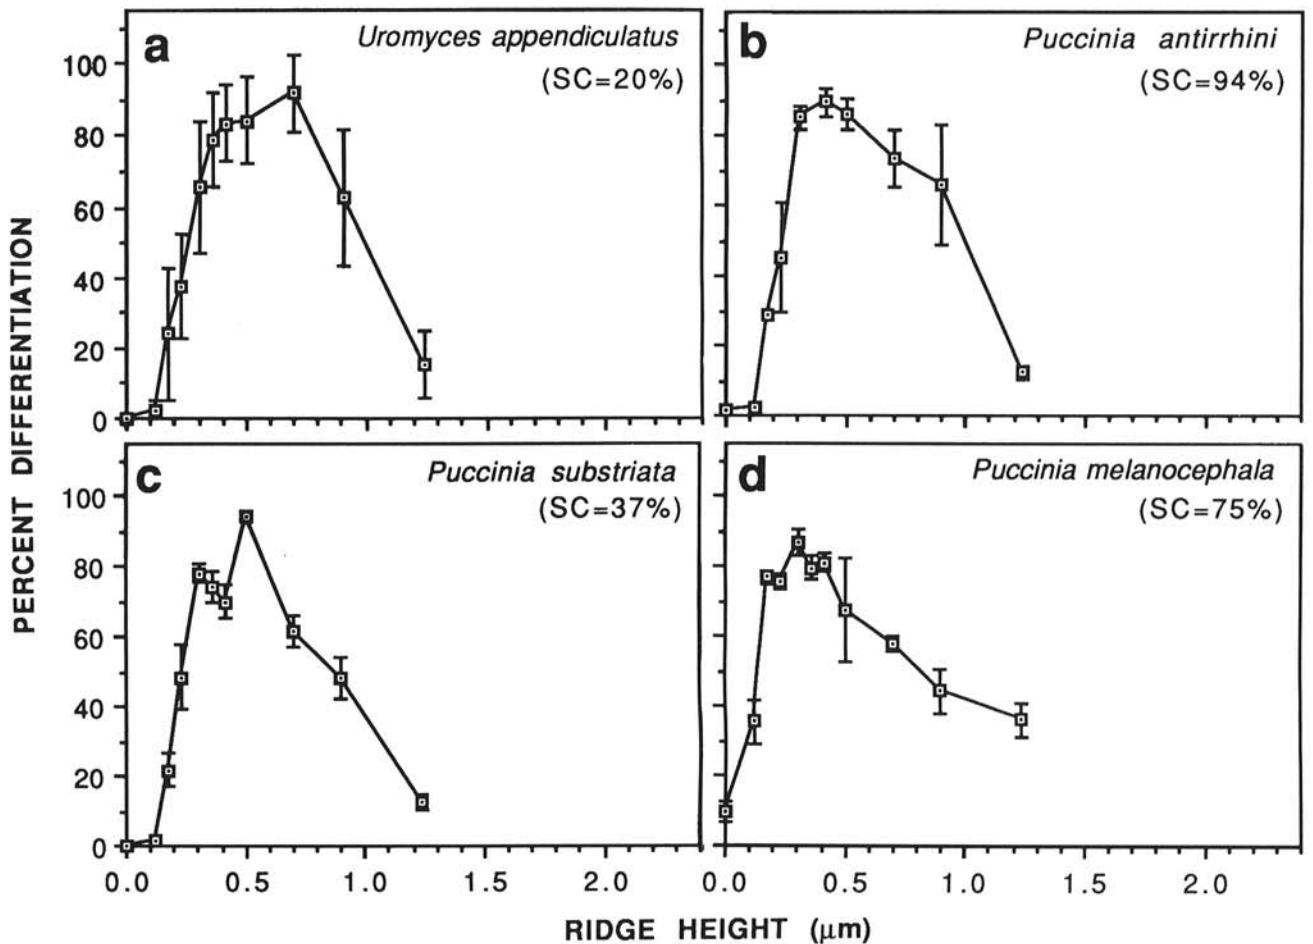 a
Uromyces appendiculatus
(SC=20%)
b
Puccinia antirrhini
(SC=94%)
100
80
60
40
20
0
c
Puccinia substriata
(SC=37%)
d
Puccinia melanocephala
(SC=75%)
100
80
60
40
20
0
PERCENT DIFFERENTIATION
0.0 0.5 1.0 1.5 2.0
0.0 0.5 1.0 1.5 2.0
RIDGE HEIGHT (μm)